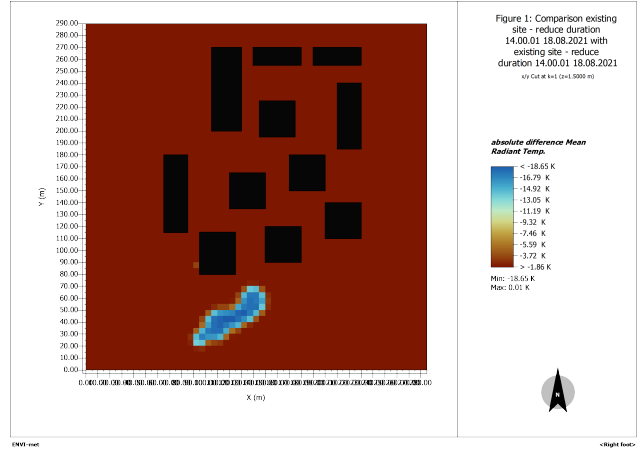 Figure 1: Comparison existing
site - reduce duration
14.00.01 18.08.2021 with
existing site - reduce
duration 14.00.01 18.08.2021
x/y Cut at k=1 (z=1.5000 m)
absolute difference Mean
Radiant Temp.
< -18.65 K
-16.79 K
-14.92 K
-13.05 K
-11.19 K
-9.32 K
-7.46 K
-5.59 K
-3.72 K
> -1.86 K
Min: -18.65 K
Max: 0.01 K
N
290.00
280.00
270.00
260.00
250.00
240.00
230.00
220.00
210.00
200.00
190.00
180.00
170.00
160.00
150.00
140.00
130.00
120.00
110.00
100.00
90.00
80.00
70.00
60.00
50.00
40.00
30.00
20.00
10.00
0.00
Y (m)
X (m)
ENVI-met
<Right foot>